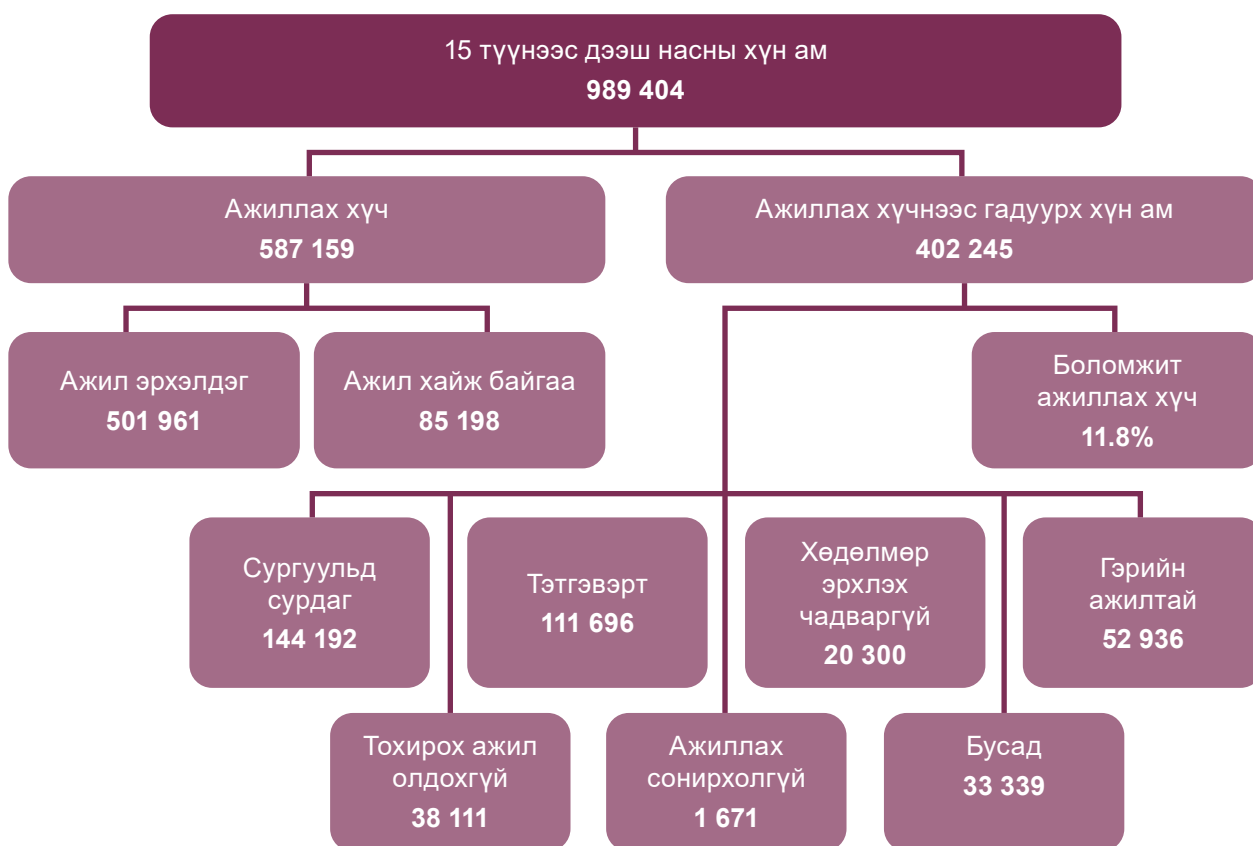 15 түүнээс дээш насны хүн ам
989 404
Ажиллах хүч
587 159
Ажиллах хүчнээс гадуурх хүн ам
402 245
Ажил эрхэлдэг
501 961
Ажил хайж байгаа
85 198
Боломжит
ажиллах хүч
11.8%
Сургуульд
сурдаг
144 192
Тэтгэвэрт
111 696
Хөдөлмөр
эрхлэх
чадваргүй
20 300
Гэрийн
ажилтай
52 936
Тохирох ажил
олдохгүй
38 111
Ажиллах
сонирхолгүй
1 671
Бусад
33 339